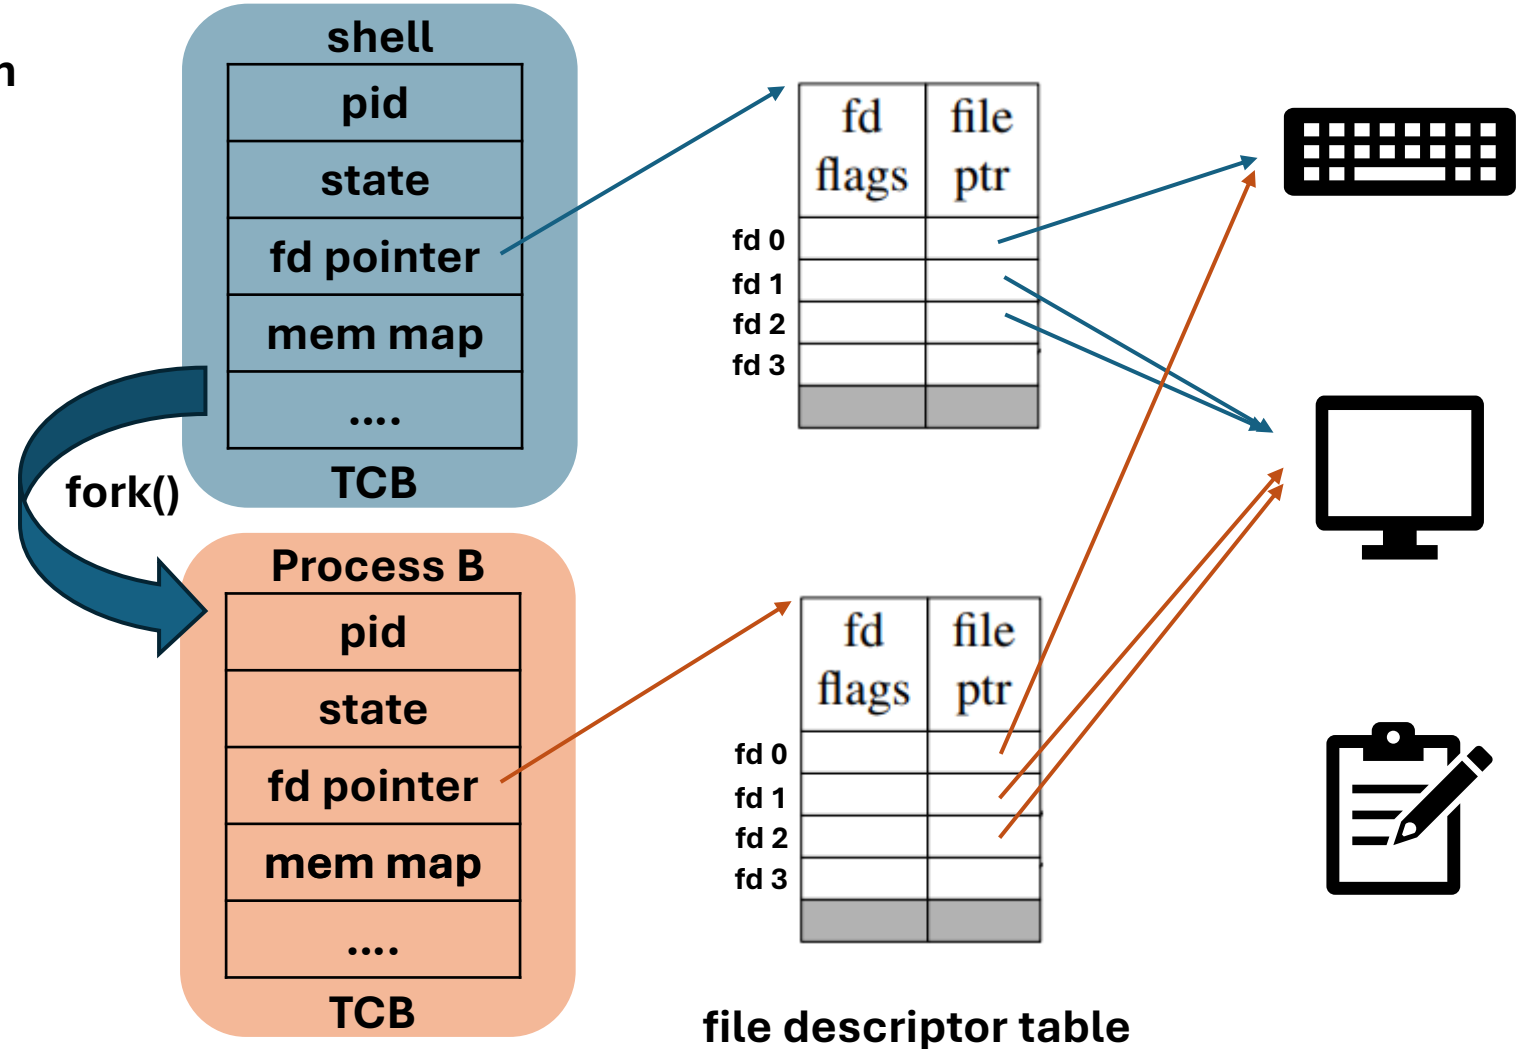 n
shell
pid
state
fd pointer
mem map
....
TCB
fork()
Process B
pid
state
fd pointer
mem map
....
TCB
fd flags
file ptr
fd 0
fd 1
fd 2
fd 3
fd flags
file ptr
fd 0
fd 1
fd 2
fd 3
file descriptor table